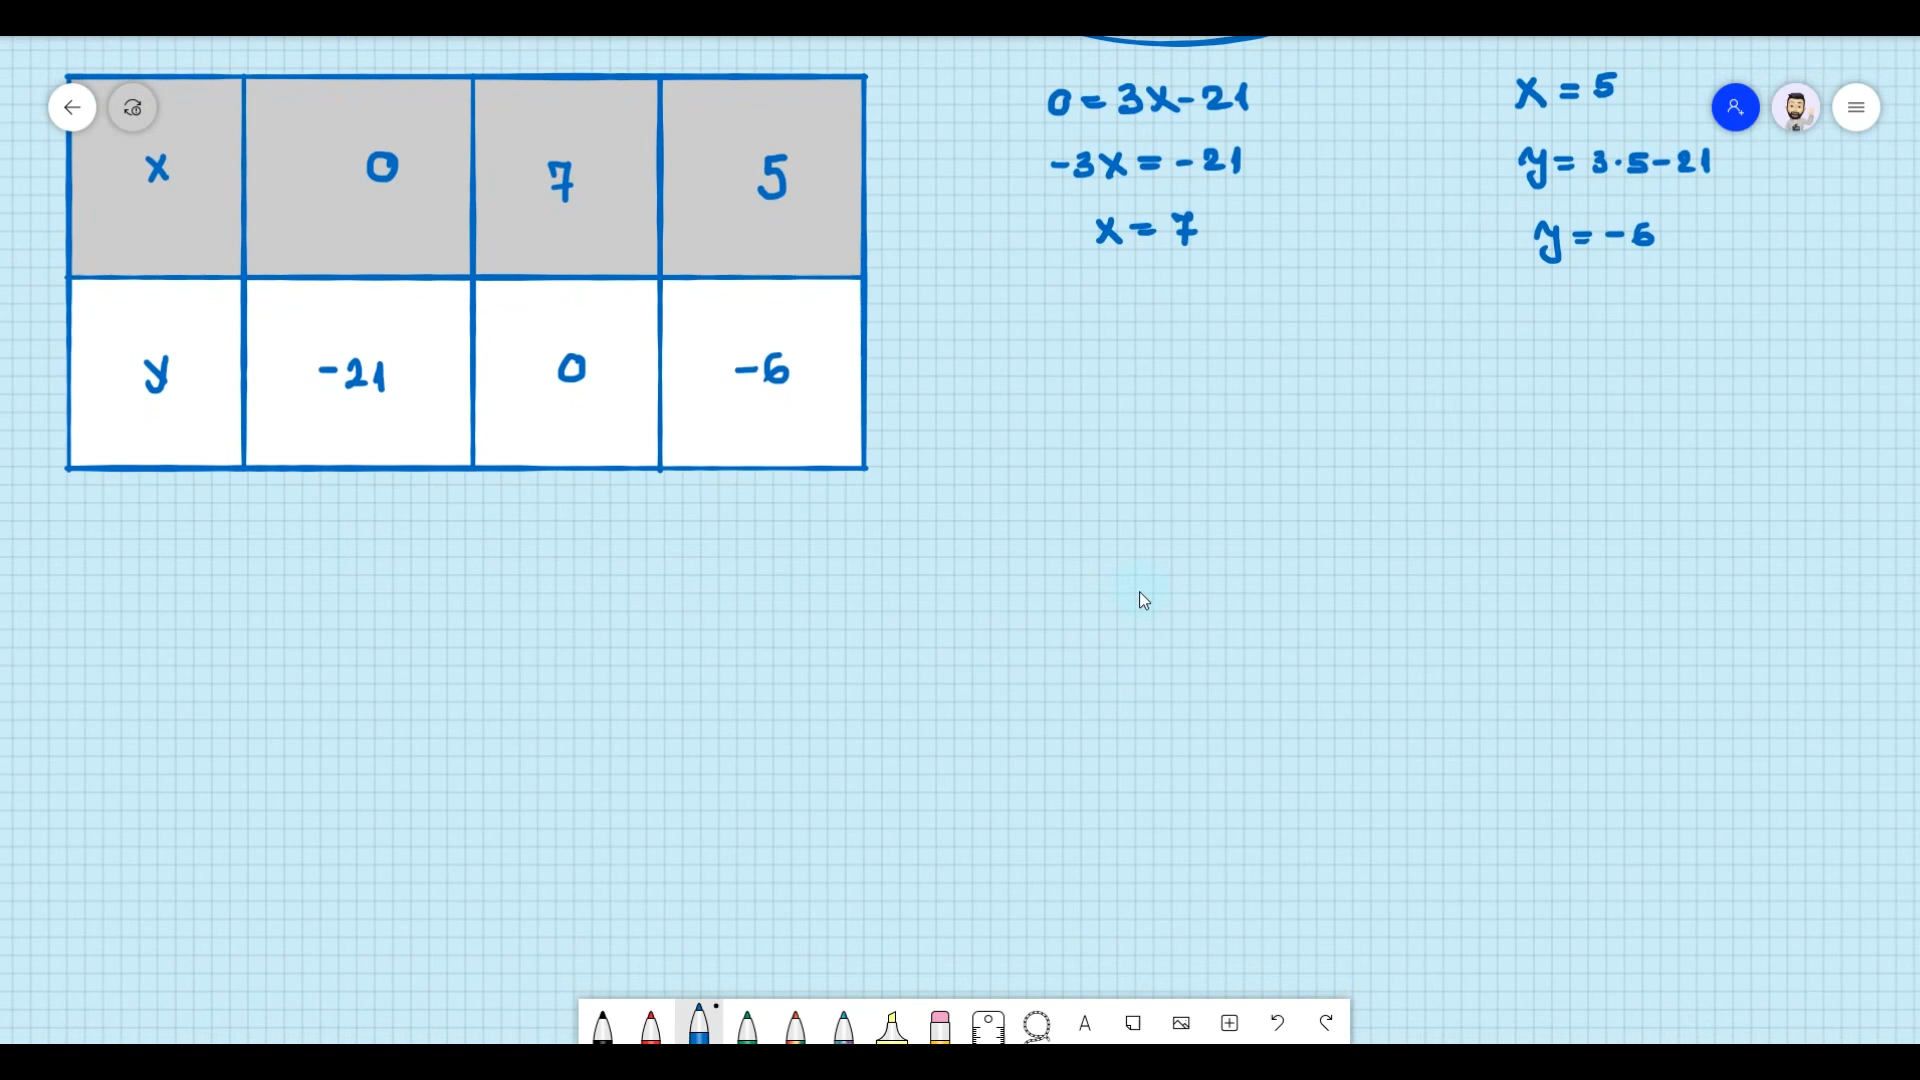 x 0 7 5
y -21 0 -6
0 = 3x - 21
-3x = -21
x = 7
x = 5
y = 3·5 - 21
y = -6
A